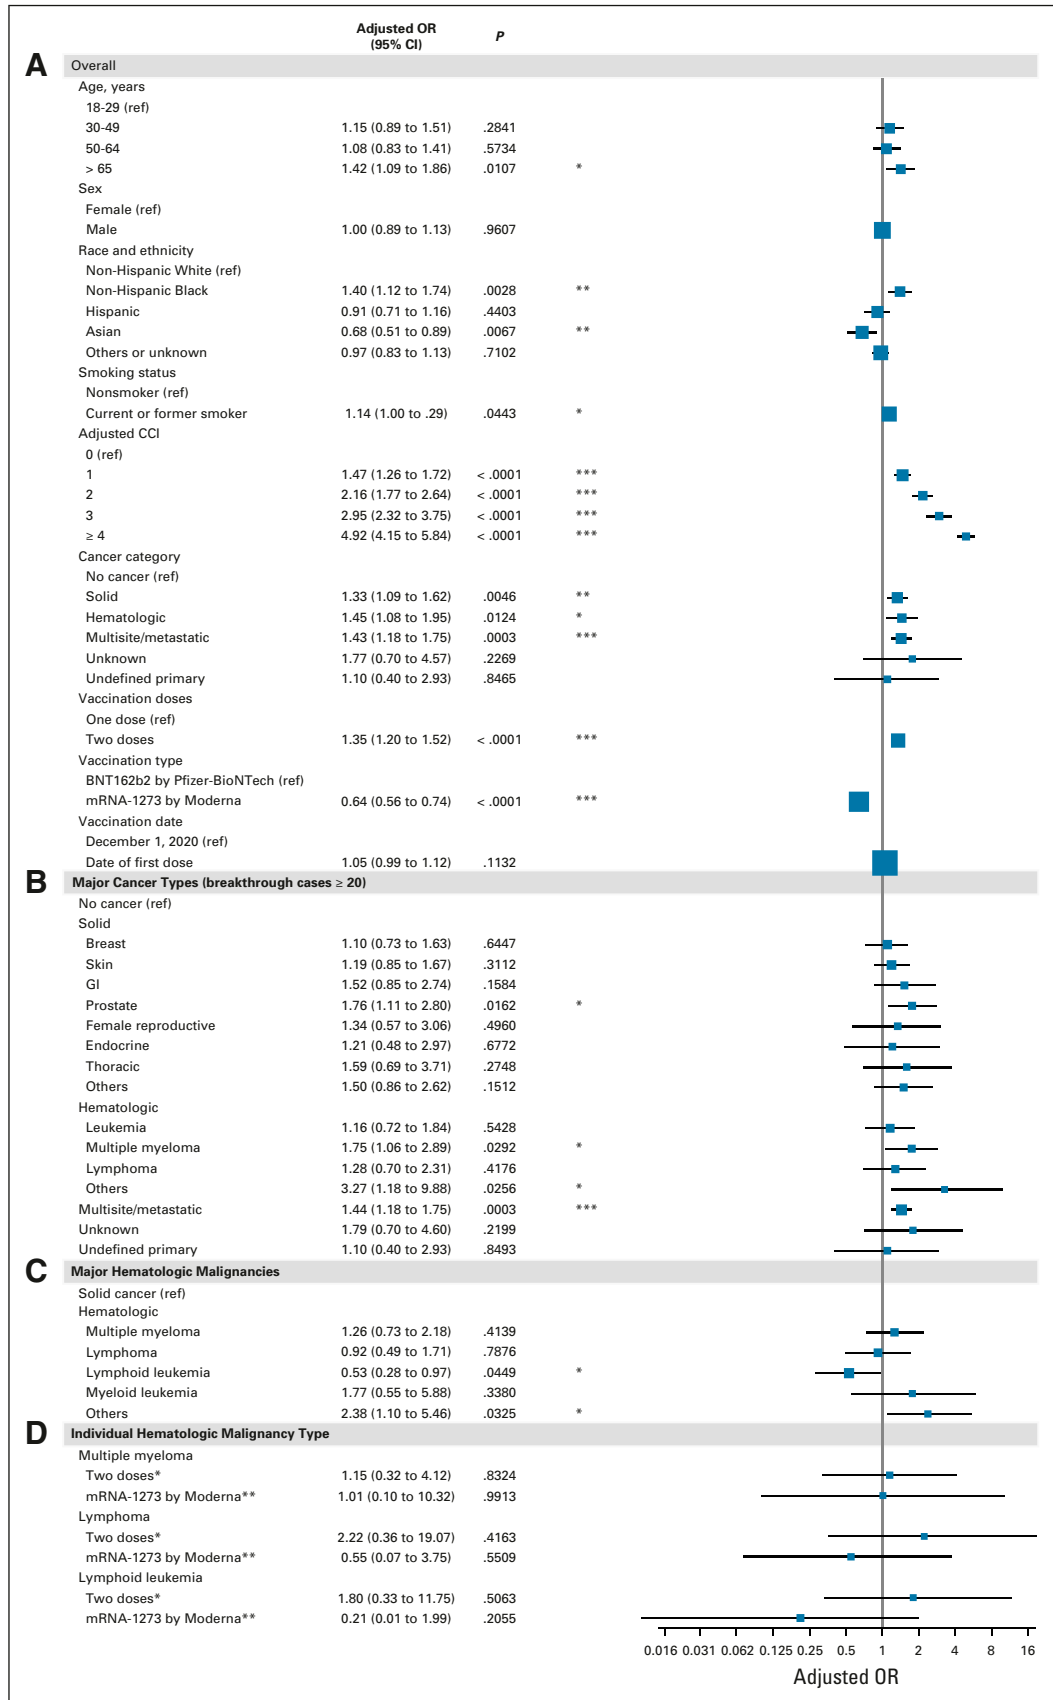 Adjusted OR
(95% CI)
P
A
Overall
Age, years
18-29 (ref)
30-49 1.15 (0.89 to 1.51) .2841
50-64 1.08 (0.83 to 1.41) .5734
> 65 1.42 (1.09 to 1.86) .0107 *
Sex
Female (ref)
Male 1.00 (0.89 to 1.13) .9607
Race and ethnicity
Non-Hispanic White (ref)
Non-Hispanic Black 1.40 (1.12 to 1.74) .0028 **
Hispanic 0.91 (0.71 to 1.16) .4403
Asian 0.68 (0.51 to 0.89) .0067 **
Others or unknown 0.97 (0.83 to 1.13) .7102
Smoking status
Nonsmoker (ref)
Current or former smoker 1.14 (1.00 to .29) .0443 *
Adjusted CCI
0 (ref)
1 1.47 (1.26 to 1.72) < .0001 ***
2 2.16 (1.77 to 2.64) < .0001 ***
3 2.95 (2.32 to 3.75) < .0001 ***
≥ 4 4.92 (4.15 to 5.84) < .0001 ***
Cancer category
No cancer (ref)
Solid 1.33 (1.09 to 1.62) .0046 **
Hematologic 1.45 (1.08 to 1.95) .0124 *
Multisite/metastatic 1.43 (1.18 to 1.75) .0003 ***
Unknown 1.77 (0.70 to 4.57) .2269
Undefined primary 1.10 (0.40 to 2.93) .8465
Vaccination doses
One dose (ref)
Two doses 1.35 (1.20 to 1.52) < .0001 ***
Vaccination type
BNT162b2 by Pfizer-BioNTech (ref)
mRNA-1273 by Moderna 0.64 (0.56 to 0.74) < .0001 ***
Vaccination date
December 1, 2020 (ref)
Date of first dose 1.05 (0.99 to 1.12) .1132
B
Major Cancer Types (breakthrough cases ≥ 20)
No cancer (ref)
Solid
Breast 1.10 (0.73 to 1.63) .6447
Skin 1.19 (0.85 to 1.67) .3112
GI 1.52 (0.85 to 2.74) .1584
Prostate 1.76 (1.11 to 2.80) .0162 *
Female reproductive 1.34 (0.57 to 3.06) .4960
Endocrine 1.21 (0.48 to 2.97) .6772
Thoracic 1.59 (0.69 to 3.71) .2748
Others 1.50 (0.86 to 2.62) .1512
Hematologic
Leukemia 1.16 (0.72 to 1.84) .5428
Multiple myeloma 1.75 (1.06 to 2.89) .0292 *
Lymphoma 1.28 (0.70 to 2.31) .4176
Others 3.27 (1.18 to 9.88) .0256 *
Multisite/metastatic 1.44 (1.18 to 1.75) .0003 ***
Unknown 1.79 (0.70 to 4.60) .2199
Undefined primary 1.10 (0.40 to 2.93) .8493
C
Major Hematologic Malignancies
Solid cancer (ref)
Hematologic
Multiple myeloma 1.26 (0.73 to 2.18) .4139
Lymphoma 0.92 (0.49 to 1.71) .7876
Lymphoid leukemia 0.53 (0.28 to 0.97) .0449 *
Myeloid leukemia 1.77 (0.55 to 5.88) .3380
Others 2.38 (1.10 to 5.46) .0325 *
D
Individual Hematologic Malignancy Type
Multiple myeloma
Two doses* 1.15 (0.32 to 4.12) .8324
mRNA-1273 by Moderna** 1.01 (0.10 to 10.32) .9913
Lymphoma
Two doses* 2.22 (0.36 to 19.07) .4163
mRNA-1273 by Moderna** 0.55 (0.07 to 3.75) .5509
Lymphoid leukemia
Two doses* 1.80 (0.33 to 11.75) .5063
mRNA-1273 by Moderna** 0.21 (0.01 to 1.99) .2055
0.016 0.031 0.062 0.125 0.25 0.5 1 2 4 8 16
Adjusted OR